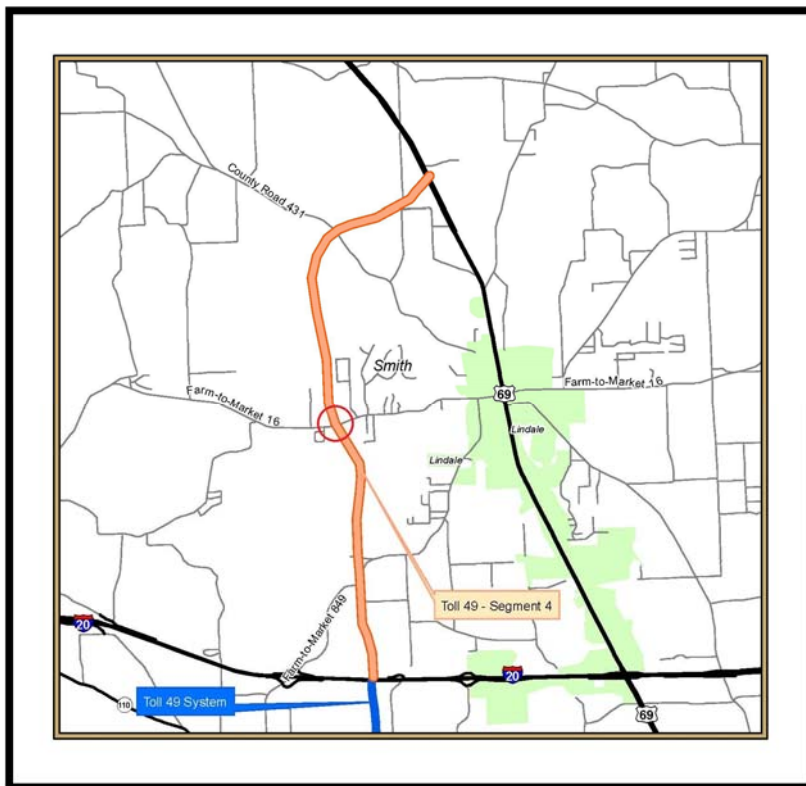 County Road 431
Smith
Farm-to-Market 16
Farm-to-Market 16
69
Lindale
Lindale
Toll 49 - Segment 4
Farm-to-Market 849
20
20
110
Toll 49 System
69